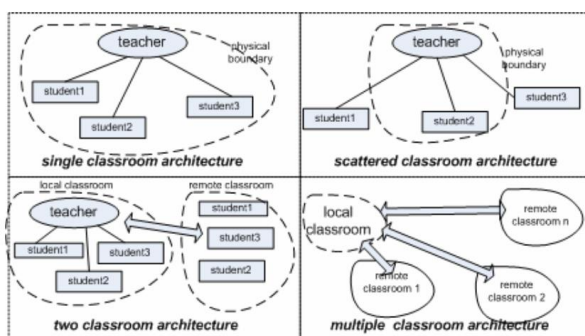 teacher
physical
boundary
student1
student3
student2
single classroom architecture
teacher
physical
boundary
student3
student1
student2
scattered classroom architecture
local classroom
teacher
student1
student3
student2
remote classroom
student1
student3
student2
two classroom architecture
local
classroom
remote
classroom n
remote
classroom 1
remote
classroom 2
multiple classroom architecture